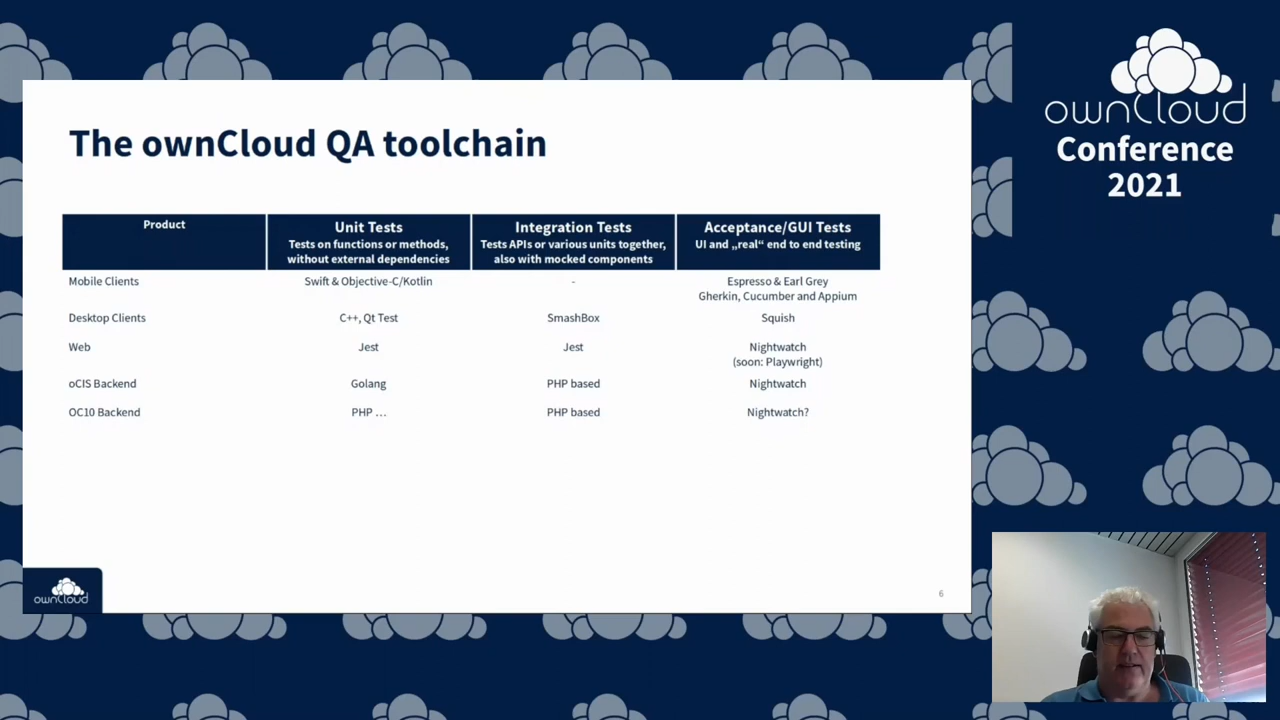 ownCloud
Conference
2021
The ownCloud QA toolchain
Product
Unit Tests
Tests on functions or methods,
without external dependencies
Integration Tests
Tests APIs or various units together,
also with mocked components
Acceptance/GUI Tests
UI and „real“ end to end testing
Mobile Clients
Swift & Objective-C/Kotlin
-
Espresso & Earl Grey
Gherkin, Cucumber and Appium
Desktop Clients
C++, Qt Test
SmashBox
Squish
Web
Jest
Jest
Nightwatch
(soon: Playwright)
oCIS Backend
Golang
PHP based
Nightwatch
OC10 Backend
PHP …
PHP based
Nightwatch?
ownCloud
6